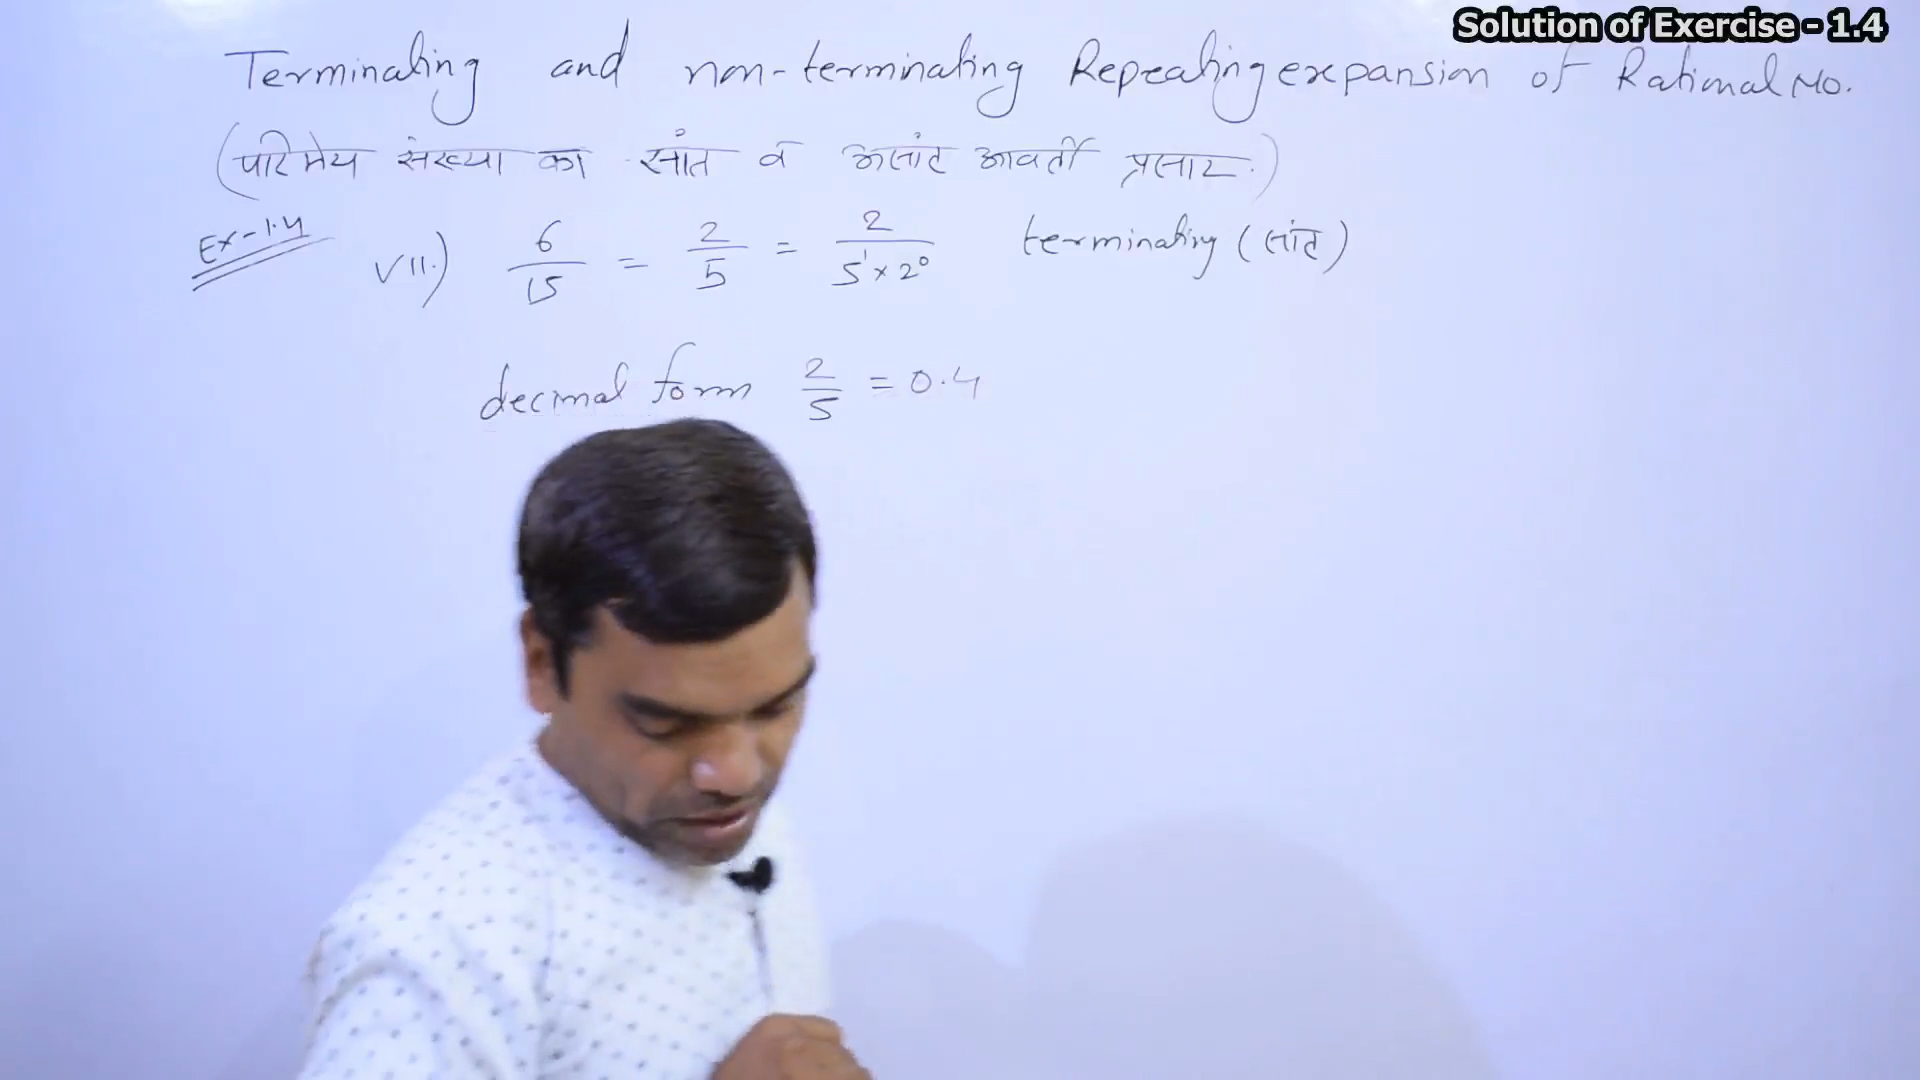 Solution of Exercise - 1.4
Terminating and non-terminating Repeating expansion of Rational No.
(परिमेय संख्या का सांत व असांत आवर्ती प्रसार.)
Ex-1.4
VII.) 6/15 = 2/5 = 2/(5¹ x 2⁰) terminating (सांत)
decimal form 2/5 = 0.4